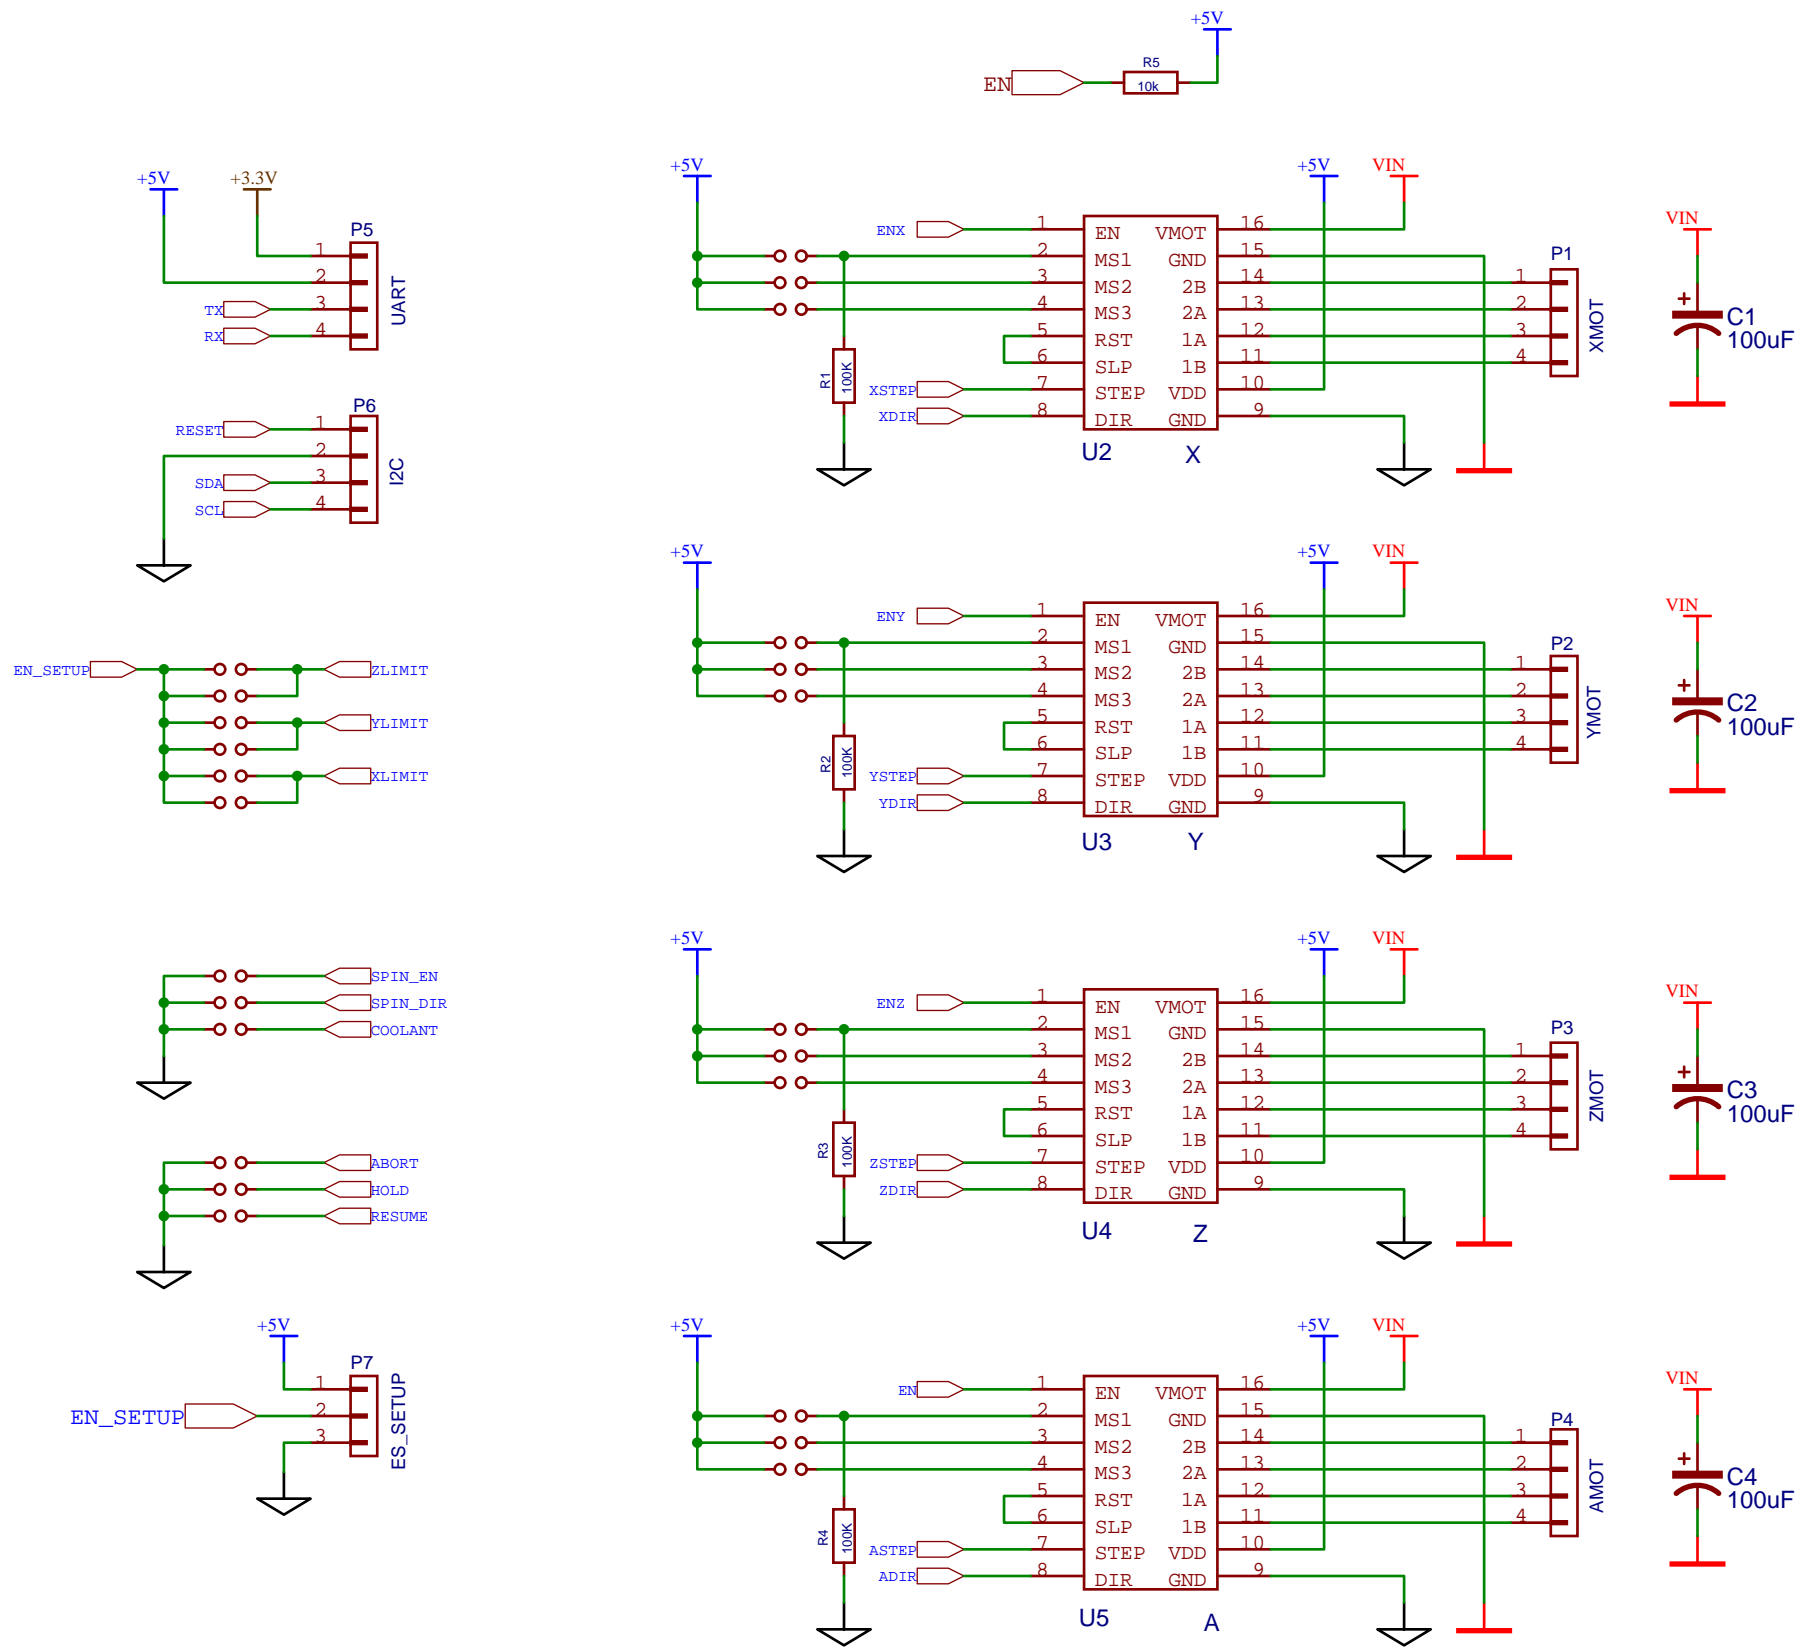 +5V
EN
R5
10k
+5V
+3.3V
P5
1
2
TX
3
RX
4
UART
P6
RESET
1
2
SDA
3
SCL
4
I2C
EN_SETUP
ZLIMIT
YLIMIT
XLIMIT
SPIN_EN
SPIN_DIR
COOLANT
ABORT
HOLD
RESUME
+5V
P7
1
EN_SETUP
2
3
ES_SETUP
+5V
+5V
VIN
ENX
1 EN VMOT 16
2 MS1 GND 15
3 MS2 2B 14
4 MS3 2A 13
5 RST 1A 12
6 SLP 1B 11
XSTEP
7 STEP VDD 10
XDIR
8 DIR GND 9
R1
100K
U2 X
P1
1
2
3
4
XMOT
VIN
+
C1
100uF
+5V
+5V
VIN
ENY
1 EN VMOT 16
2 MS1 GND 15
3 MS2 2B 14
4 MS3 2A 13
5 RST 1A 12
6 SLP 1B 11
YSTEP
7 STEP VDD 10
YDIR
8 DIR GND 9
R2
100K
U3 Y
P2
1
2
3
4
YMOT
VIN
+
C2
100uF
+5V
+5V
VIN
ENZ
1 EN VMOT 16
2 MS1 GND 15
3 MS2 2B 14
4 MS3 2A 13
5 RST 1A 12
6 SLP 1B 11
ZSTEP
7 STEP VDD 10
ZDIR
8 DIR GND 9
R3
100K
U4 Z
P3
1
2
3
4
ZMOT
VIN
+
C3
100uF
+5V
+5V
VIN
EN
1 EN VMOT 16
2 MS1 GND 15
3 MS2 2B 14
4 MS3 2A 13
5 RST 1A 12
6 SLP 1B 11
ASTEP
7 STEP VDD 10
ADIR
8 DIR GND 9
R4
100K
U5 A
P4
1
2
3
4
AMOT
VIN
+
C4
100uF